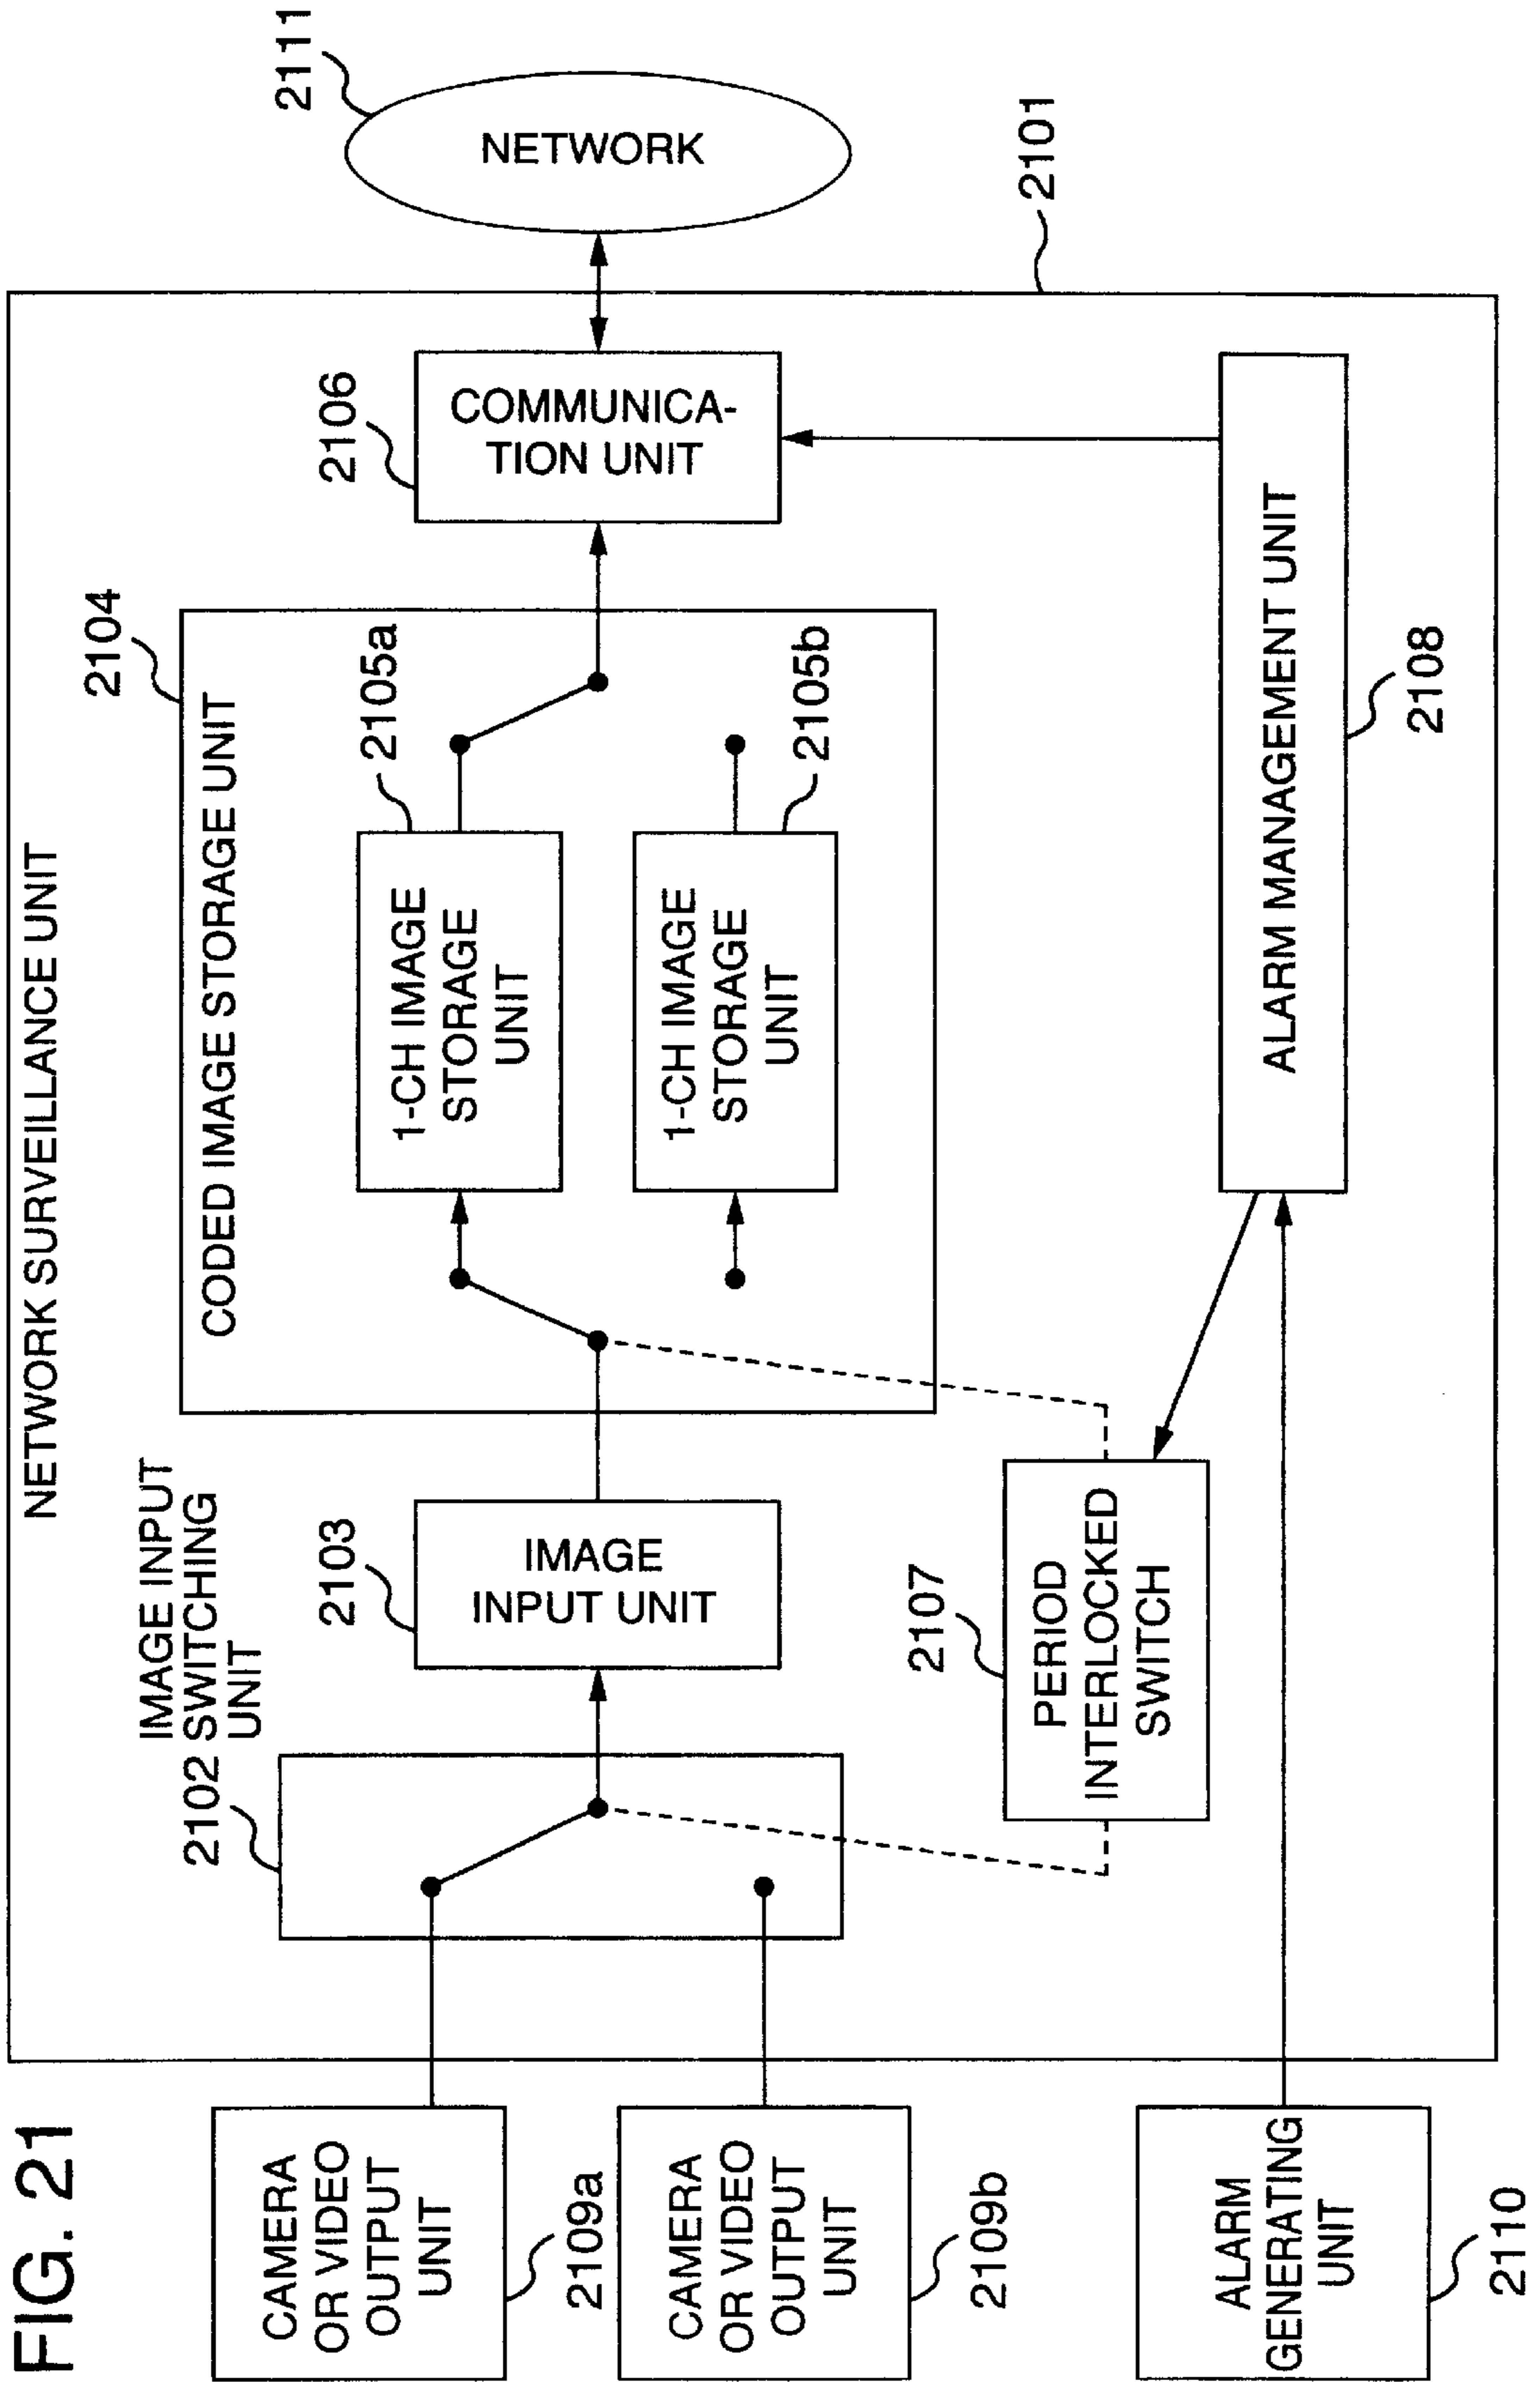 FIG. 21
NETWORK SURVEILLANCE UNIT
2101
CAMERA
OR VIDEO
OUTPUT
UNIT
2109a
CAMERA
OR VIDEO
OUTPUT
UNIT
2109b
ALARM
GENERATING
UNIT
2110
IMAGE INPUT
2102 SWITCHING
UNIT
2103
IMAGE
INPUT UNIT
2104
CODED IMAGE STORAGE UNIT
1-CH IMAGE
STORAGE
UNIT
2105a
1-CH IMAGE
STORAGE
UNIT
2105b
2106
COMMUNICA-
TION UNIT
2111
NETWORK
2107
PERIOD
INTERLOCKED
SWITCH
ALARM MANAGEMENT UNIT
2108